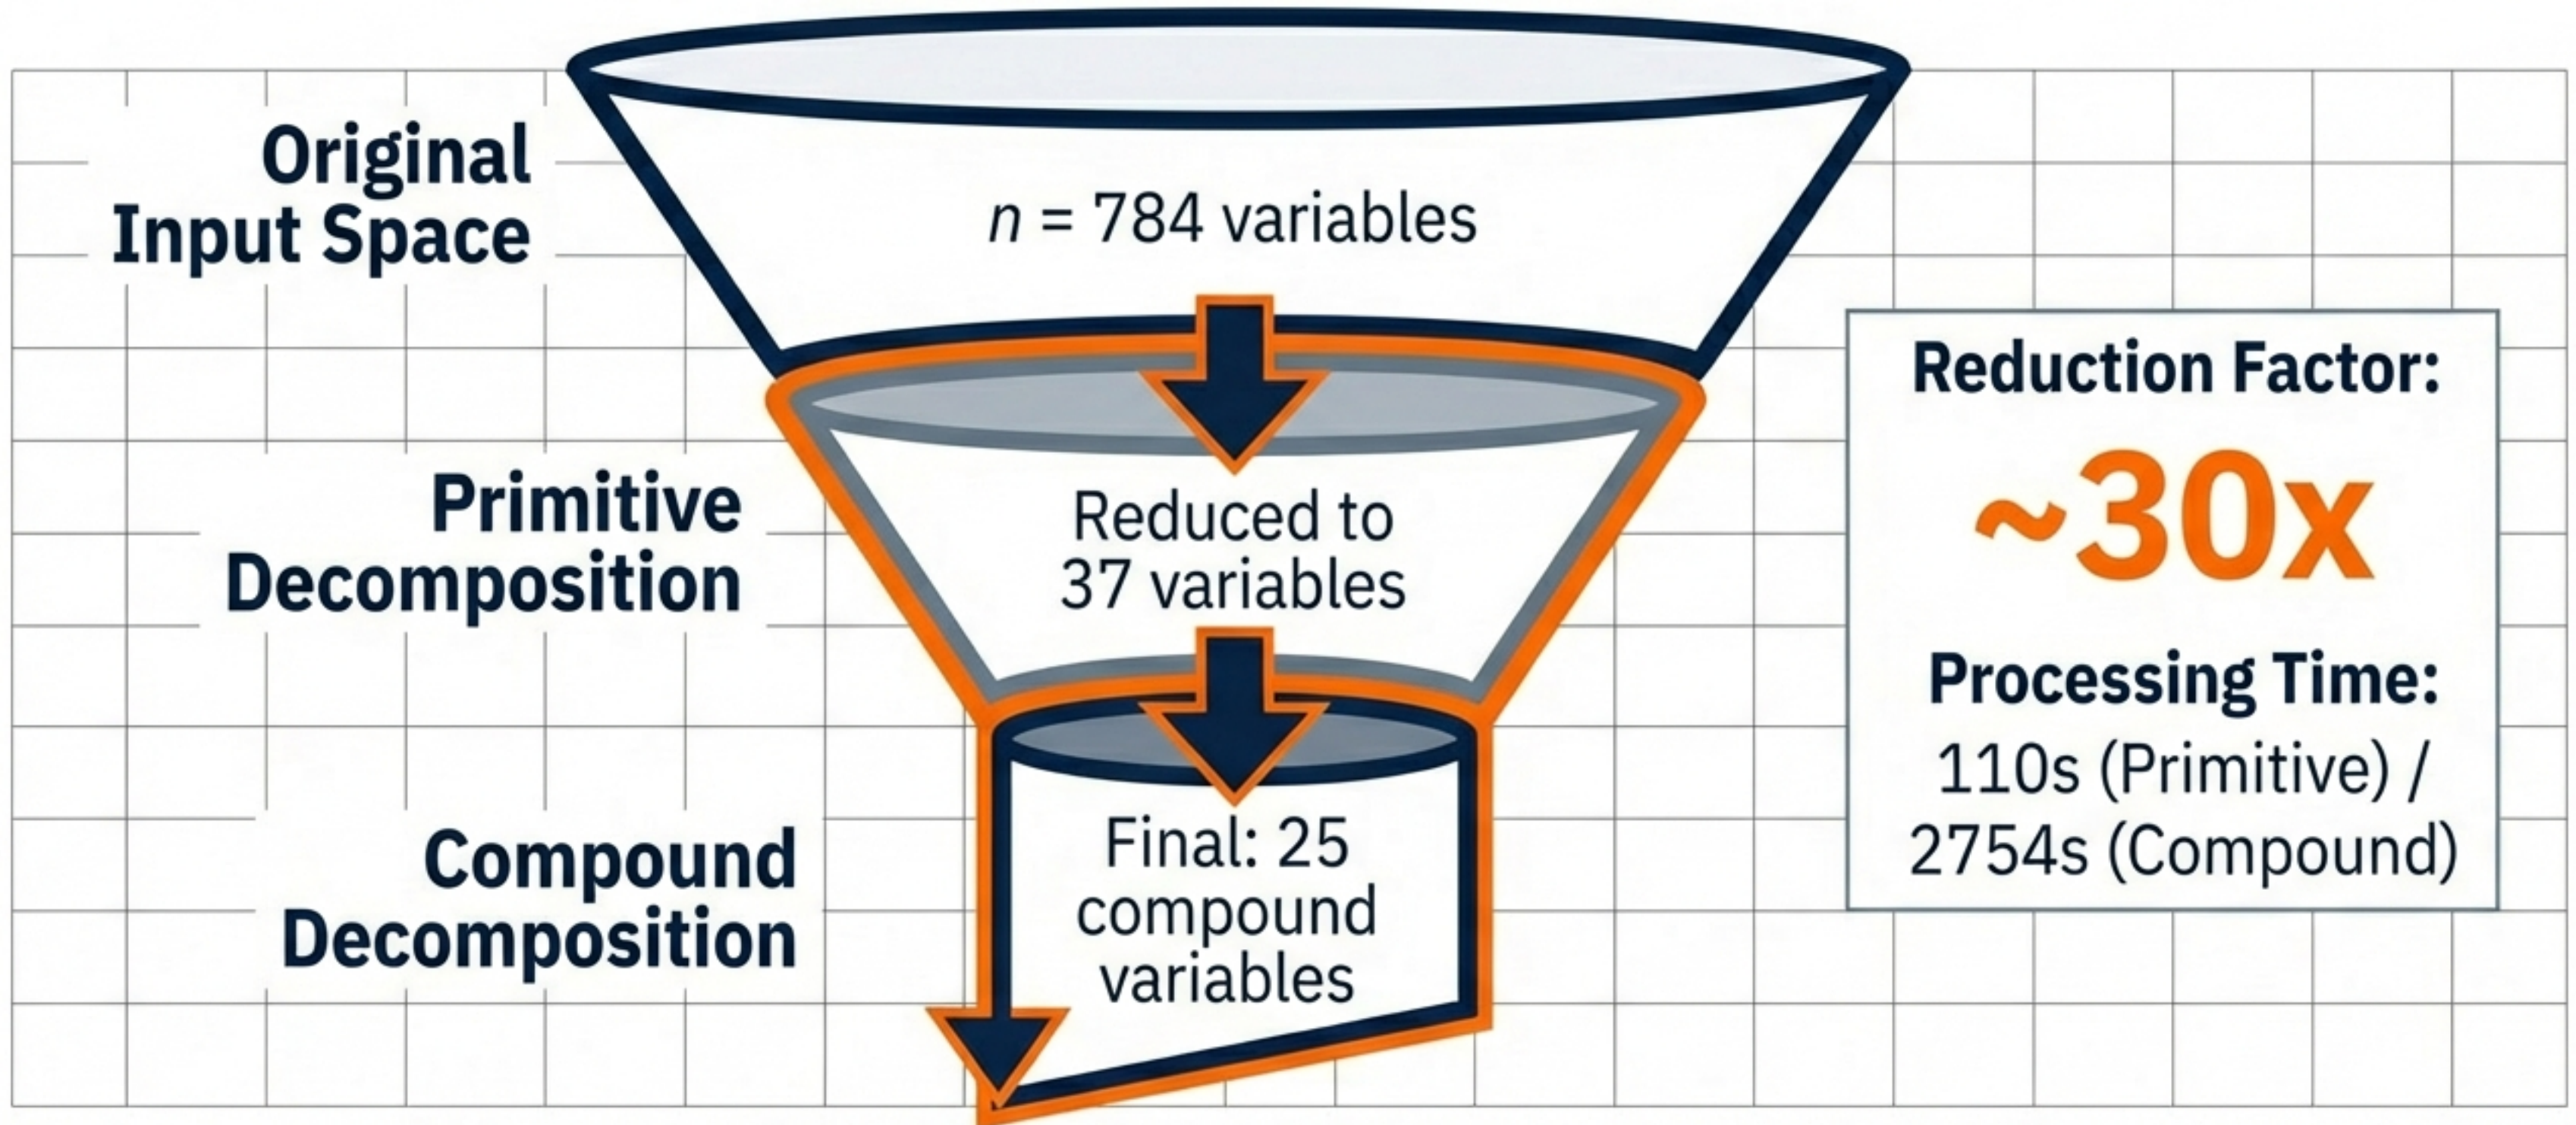 Original
Input Space
n = 784 variables
Primitive
Decomposition
Reduced to
37 variables
Compound
Decomposition
Final: 25
compound
variables
Reduction Factor:
~30x
Processing Time:
110s (Primitive) /
2754s (Compound)